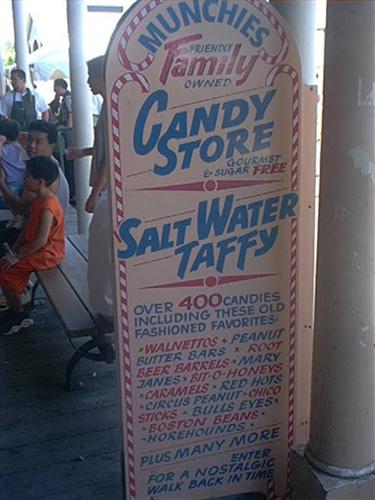 MUNCHIES
FRIENDLY
Family
OWNED
CANDY
STORE
GOURMET
& SUGAR FREE
SALT WATER
TAFFY
OVER 400 CANDIES
INCLUDING THESE OLD
FASHIONED FAVORITES:
• WALNETTOS • PEANUT
BUTTER BARS • ROOT
BEER BARRELS • MARY
JANES • BIT-O-HONEYS
• CARAMELS • RED HOTS
• CIRCUS PEANUT • CHICO
STICKS • BULLS EYES •
• BOSTON BEANS •
• HOREHOUNDS •
PLUS MANY MORE
ENTER
FOR A NOSTALGIC
WALK BACK IN TIME